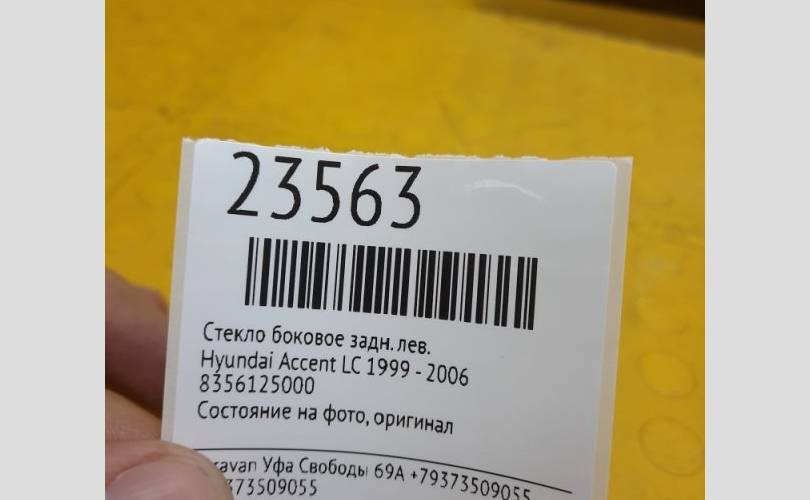 23563
Стекло боковое задн. лев.
Hyundai Accent LC 1999 - 2006
8356125000
Состояние на фото, оригинал
Уфа Свободы 69А +79373509055